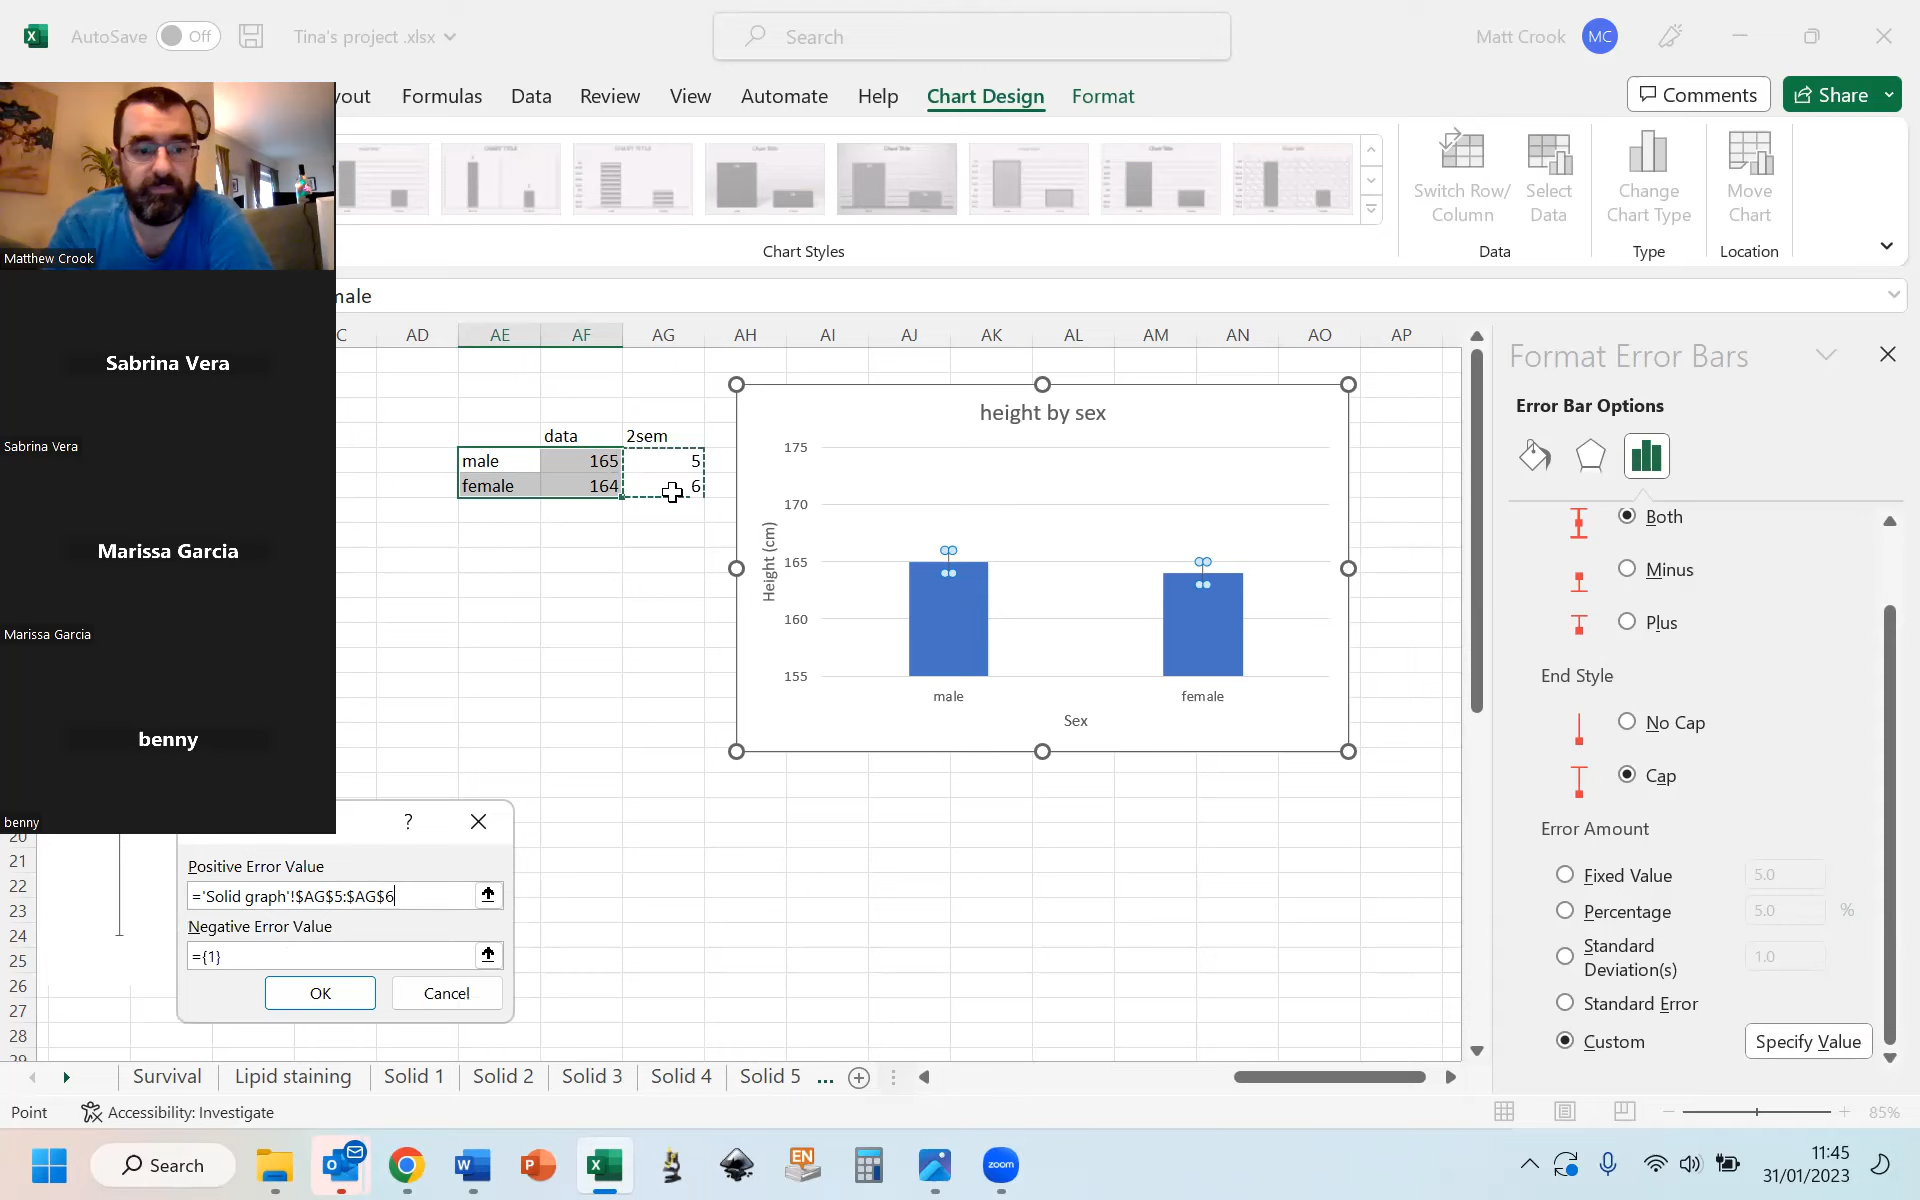 AutoSave Off Tina's project .xlsx Search Matt Crook MC
yout Formulas Data Review View Automate Help Chart Design Format Comments Share
Switch Row/
Column
Select
Data
Change
Chart Type
Move
Chart
Chart Styles Data Type Location
male
C AD AE AF AG AH AI AJ AK AL AM AN AO AP
data 2sem
male 165 5
female 164 6
height by sex
175
170
165
160
155
Height (cm)
male female
Sex
Matthew Crook
Sabrina Vera
Sabrina Vera
Marissa Garcia
Marissa Garcia
benny
benny
20
21
22
23
24
25
26
27
28
29
?
Positive Error Value
='Solid graph'!$AG$5:$AG$6
Negative Error Value
={1}
OK Cancel
Format Error Bars
Error Bar Options
Both
Minus
Plus
End Style
No Cap
Cap
Error Amount
Fixed Value 5.0
Percentage 5.0 %
Standard
Deviation(s) 1.0
Standard Error
Custom Specify Value
Survival Lipid staining Solid 1 Solid 2 Solid 3 Solid 4 Solid 5 ...
Point Accessibility: Investigate 85%
Search EN zoom 11:45
31/01/2023